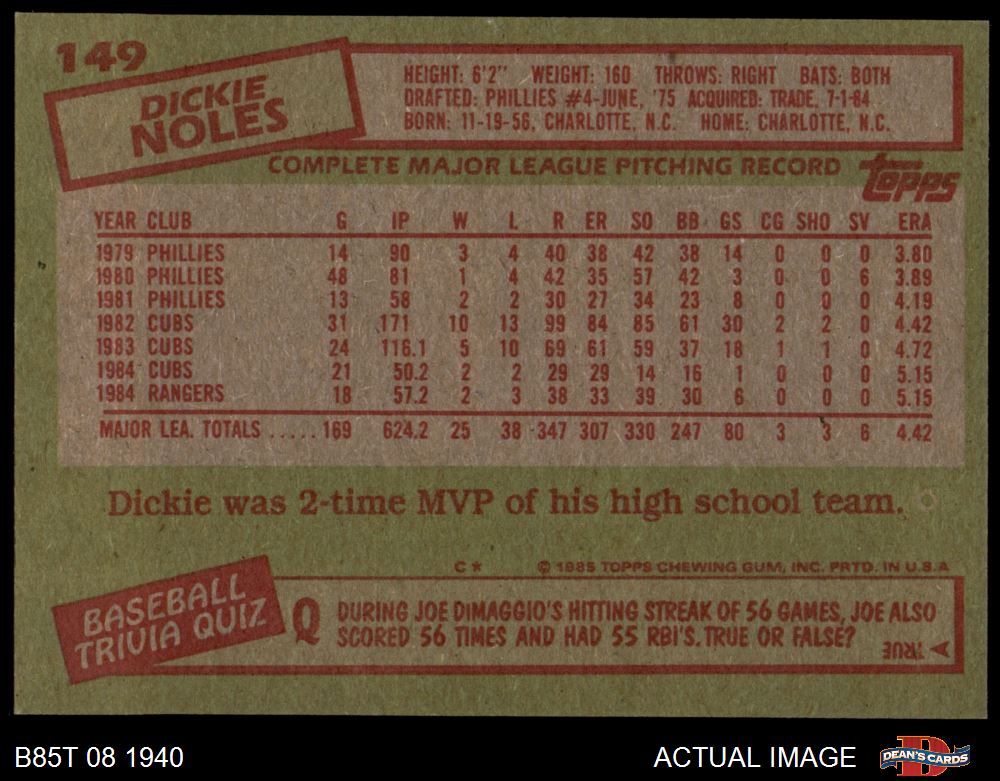 149
DICKIE
NOLES
HEIGHT: 6'2" WEIGHT: 160 THROWS: RIGHT BATS: BOTH
DRAFTED: PHILLIES #4-JUNE, '75 ACQUIRED: TRADE, 7-1-84
BORN: 11-19-56, CHARLOTTE, N.C. HOME: CHARLOTTE, N.C.
COMPLETE MAJOR LEAGUE PITCHING RECORD
TOPPS
YEAR CLUB G IP W L R ER SO BB GS CG SHO SV ERA
1979 PHILLIES 14 90 3 4 40 38 42 38 14 0 0 0 3.80
1980 PHILLIES 48 81 1 4 42 35 57 42 3 0 0 6 3.89
1981 PHILLIES 13 58 2 2 30 27 34 23 8 0 0 0 4.19
1982 CUBS 31 171 10 13 99 84 85 61 30 2 2 0 4.42
1983 CUBS 24 116.1 5 10 69 61 59 37 18 1 1 0 4.72
1984 CUBS 21 50.2 2 2 29 29 14 16 1 0 0 0 5.15
1984 RANGERS 18 57.2 2 3 38 33 39 30 6 0 0 0 5.15
MAJOR LEA. TOTALS ..... 169 624.2 25 38 347 307 330 247 80 3 3 6 4.42
Dickie was 2-time MVP of his high school team.
C* © 1985 TOPPS CHEWING GUM, INC. PRTD. IN U.S.A
BASEBALL
TRIVIA QUIZ
Q DURING JOE DIMAGGIO'S HITTING STREAK OF 56 GAMES, JOE ALSO
SCORED 56 TIMES AND HAD 55 RBI'S. TRUE OR FALSE?
TRUE
B85T 08 1940
ACTUAL IMAGE
DEAN'S CARDS